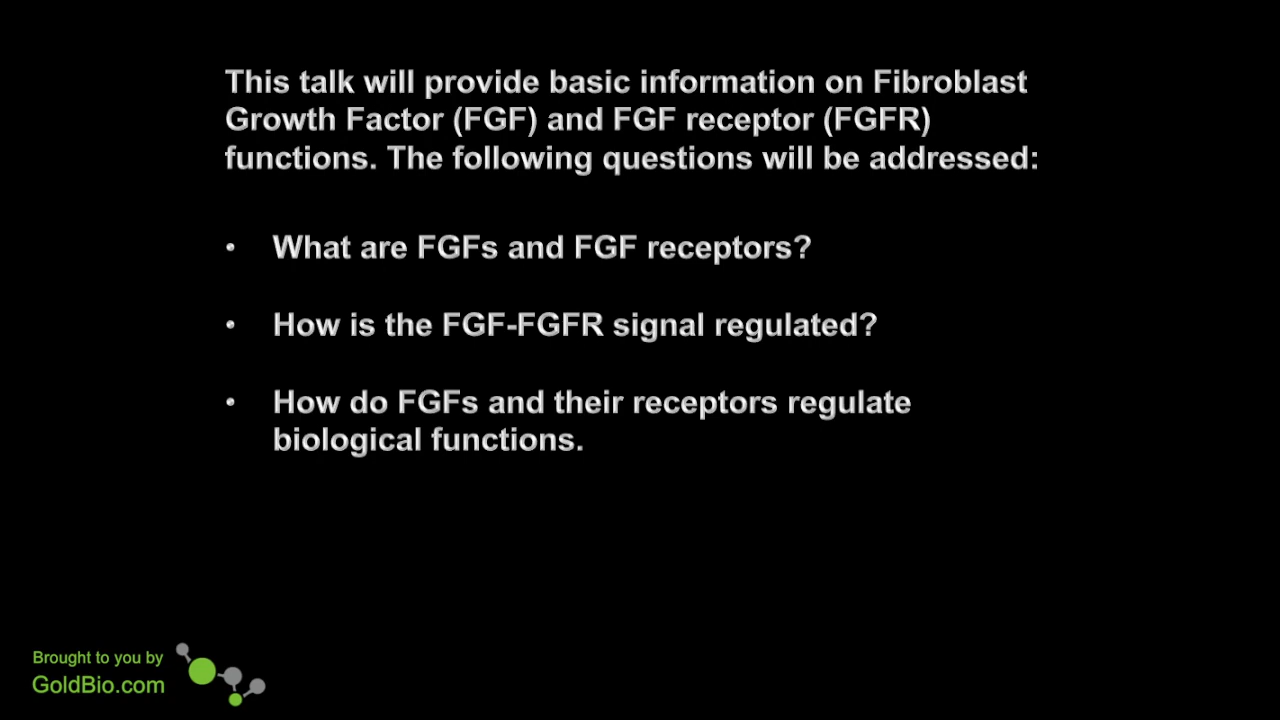 This talk will provide basic information on Fibroblast
Growth Factor (FGF) and FGF receptor (FGFR)
functions. The following questions will be addressed:
• What are FGFs and FGF receptors?
• How is the FGF-FGFR signal regulated?
• How do FGFs and their receptors regulate
biological functions.
Brought to you by
GoldBio.com